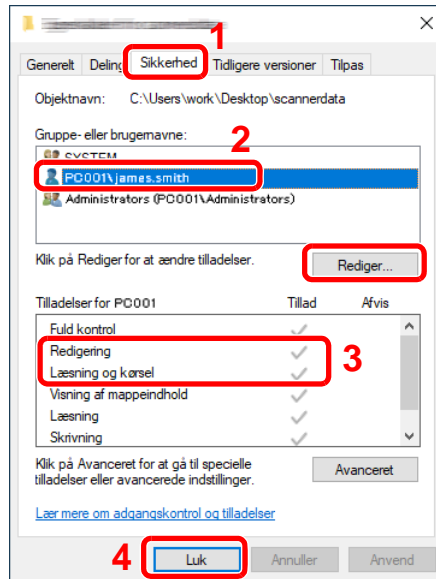 1
Generelt Deling Sikkerhed Tidligere versioner Tilpas
Objektnavn: C:\Users\work\Desktop\scannerdata
Gruppe- eller brugernavne:
2
SYSTEM
PC001\james.smith
Administrators (PC001\Administrators)
Klik på Rediger for at ændre tilladelser.
Rediger...
Tilladelser for PC001 Tillad Afvis
Fuld kontrol
Redigering
Læsning og kørsel
3
Visning af mappeindhold
Læsning
Skrivning
Klik på Avanceret for at gå til specielle
tilladelser eller avancerede indstillinger.
Avanceret
Lær mere om adgangskontrol og tilladelser
4
Luk Annuller Anvend